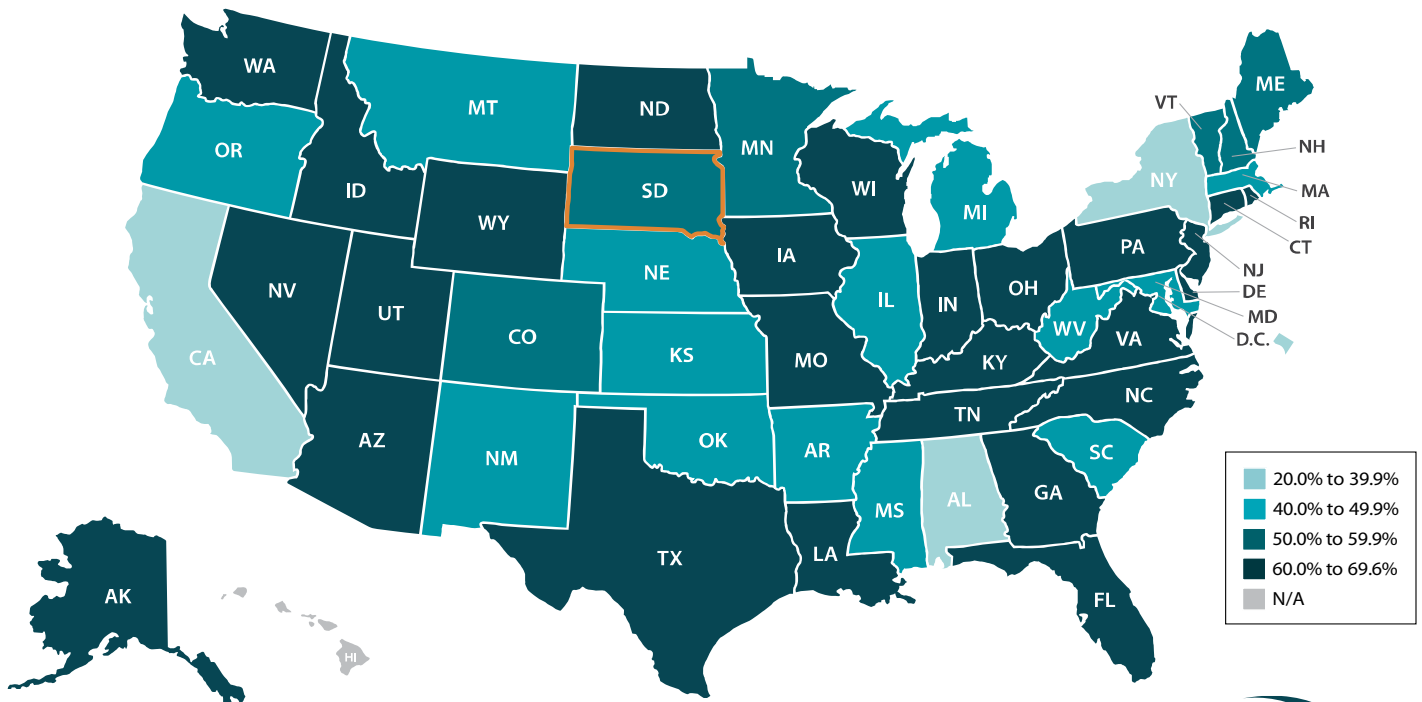 WA
MT
ND
MN
ME
VT
NH
OR
ID
SD
WI
NY
MA
MI
WY
RI
CT
IA
PA
NE
NJ
NV
OH
DE
UT
IL
IN
MD
CO
WV
VA
D.C.
CA
KS
MO
KY
NC
TN
AZ
OK
AR
SC
NM
MS
AL
GA
TX
LA
FL
AK
HI
20.0% to 39.9%
40.0% to 49.9%
50.0% to 59.9%
60.0% to 69.6%
N/A